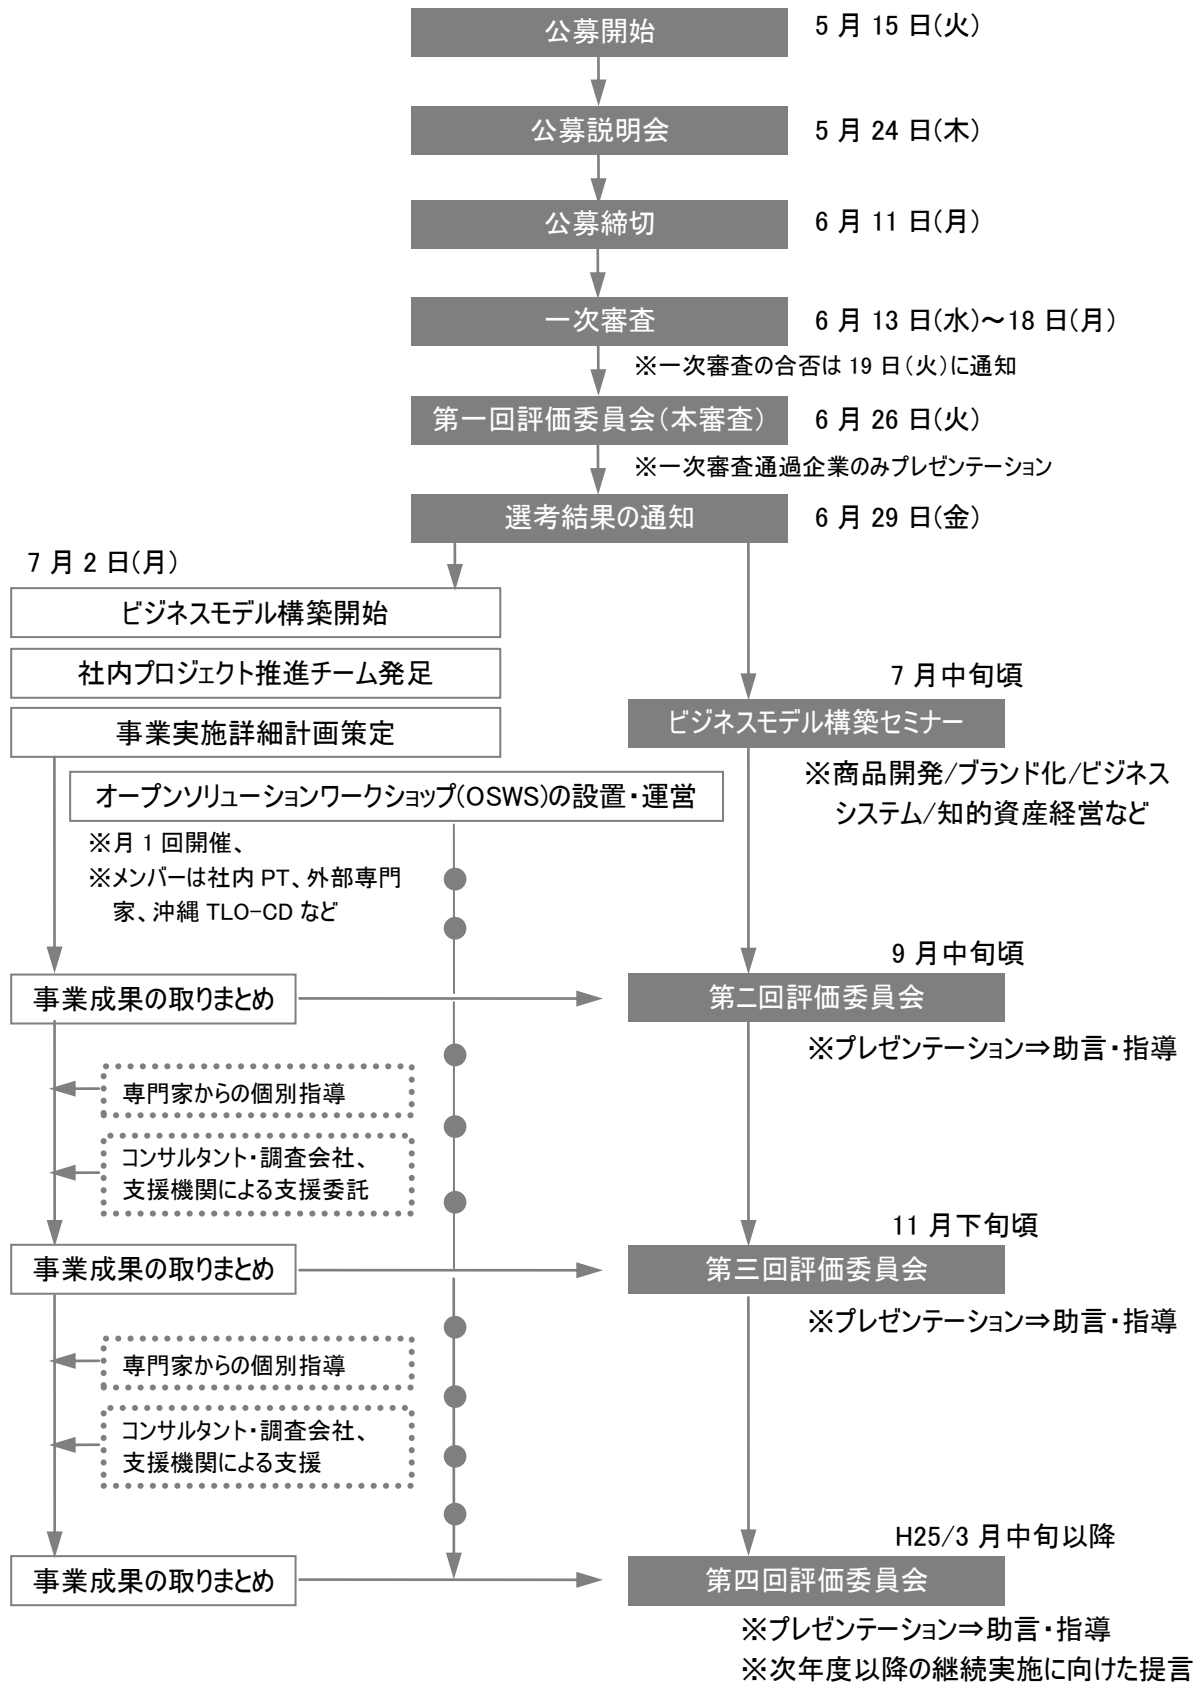 公募開始
5 月 15 日(火)
公募説明会
5 月 24 日(木)
公募締切
6 月 11 日(月)
一次審査
6 月 13 日(水)～18 日(月)
※一次審査の合否は 19 日(火)に通知
第一回評価委員会(本審査)
6 月 26 日(火)
※一次審査通過企業のみプレゼンテーション
選考結果の通知
6 月 29 日(金)
7 月 2 日(月)
ビジネスモデル構築開始
社内プロジェクト推進チーム発足
7 月中旬頃
事業実施詳細計画策定
ビジネスモデル構築セミナー
※商品開発/ブランド化/ビジネス
システム/知的資産経営など
オープンソリューションワークショップ(OSWS)の設置・運営
※月 1 回開催、
※メンバーは社内 PT、外部専門
家、沖縄 TLO-CD など
9 月中旬頃
事業成果の取りまとめ
第二回評価委員会
※プレゼンテーション⇒助言・指導
専門家からの個別指導
コンサルタント・調査会社、
支援機関による支援委託
11 月下旬頃
事業成果の取りまとめ
第三回評価委員会
※プレゼンテーション⇒助言・指導
専門家からの個別指導
コンサルタント・調査会社、
支援機関による支援
H25/3 月中旬以降
事業成果の取りまとめ
第四回評価委員会
※プレゼンテーション⇒助言・指導
※次年度以降の継続実施に向けた提言